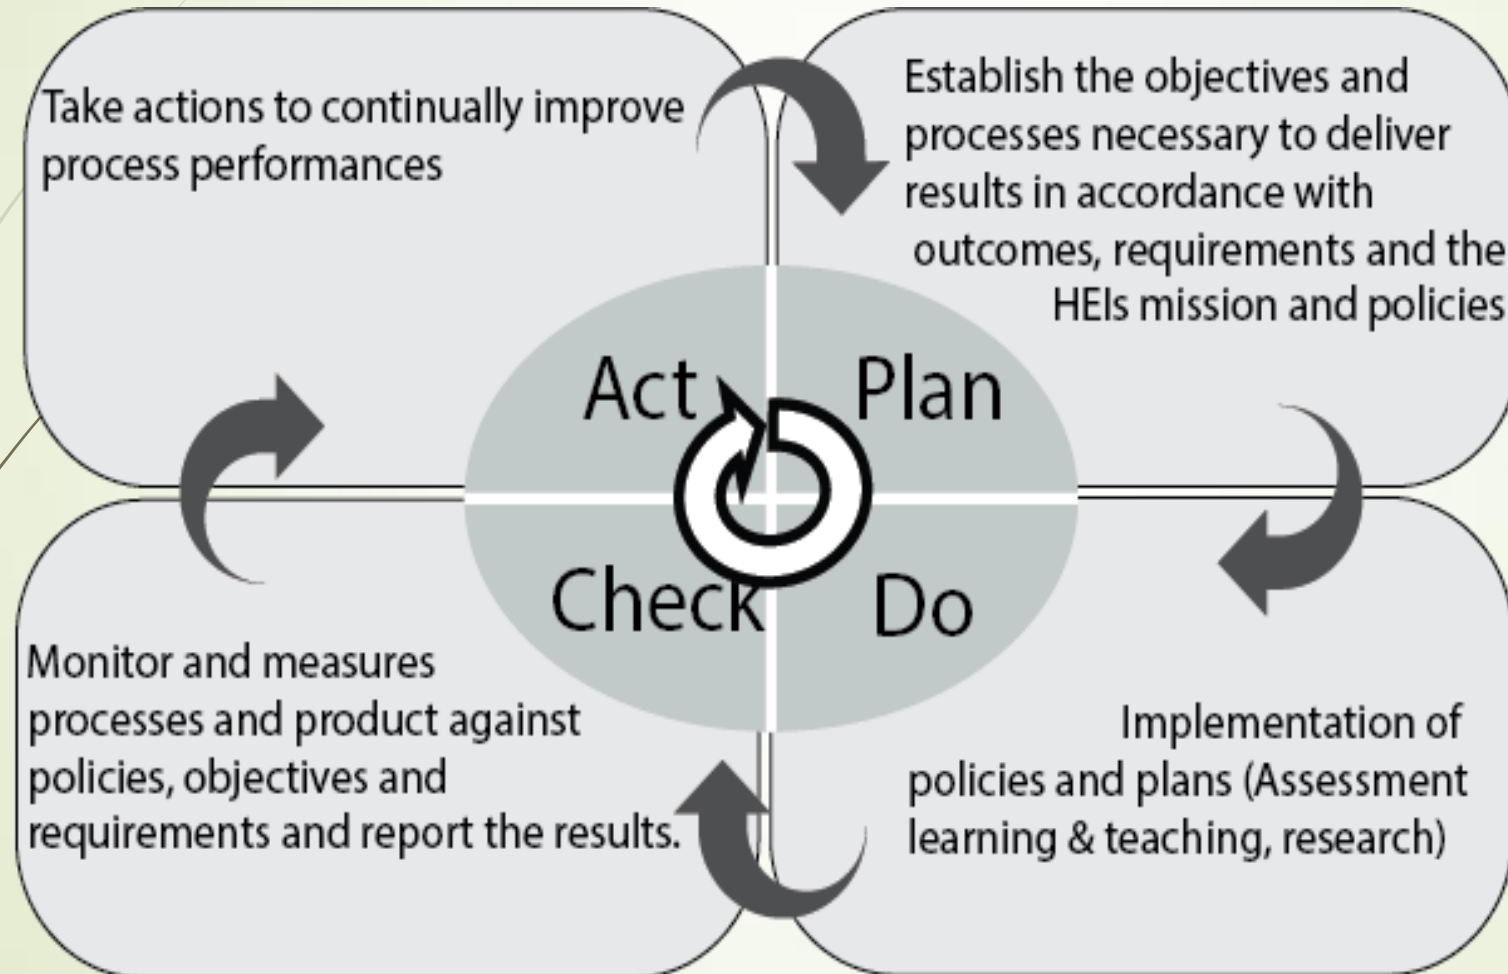 Take actions to continually improve
process performances
Establish the objectives and
processes necessary to deliver
results in accordance with
outcomes, requirements and the
HEIs mission and policies
Act
Plan
Check
Do
Monitor and measures
processes and product against
policies, objectives and
requirements and report the results.
Implementation of
policies and plans (Assessment
learning & teaching, research)